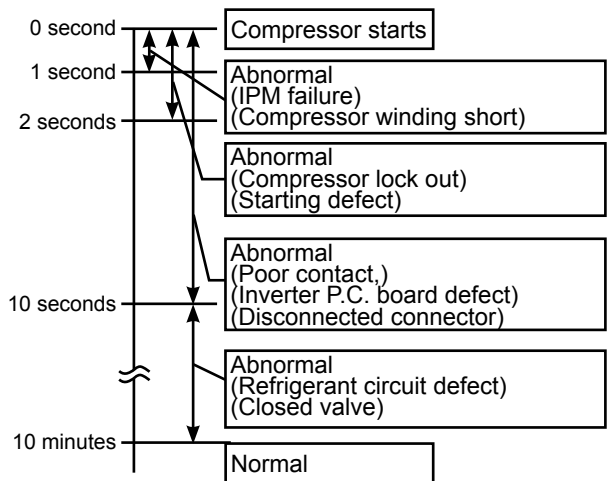 0 second
Compressor starts
1 second
Abnormal
(IPM failure)
(Compressor winding short)
2 seconds
Abnormal
(Compressor lock out)
(Starting defect)
Abnormal
(Poor contact,)
(Inverter P.C. board defect)
(Disconnected connector)
10 seconds
Abnormal
(Refrigerant circuit defect)
(Closed valve)
10 minutes
Normal